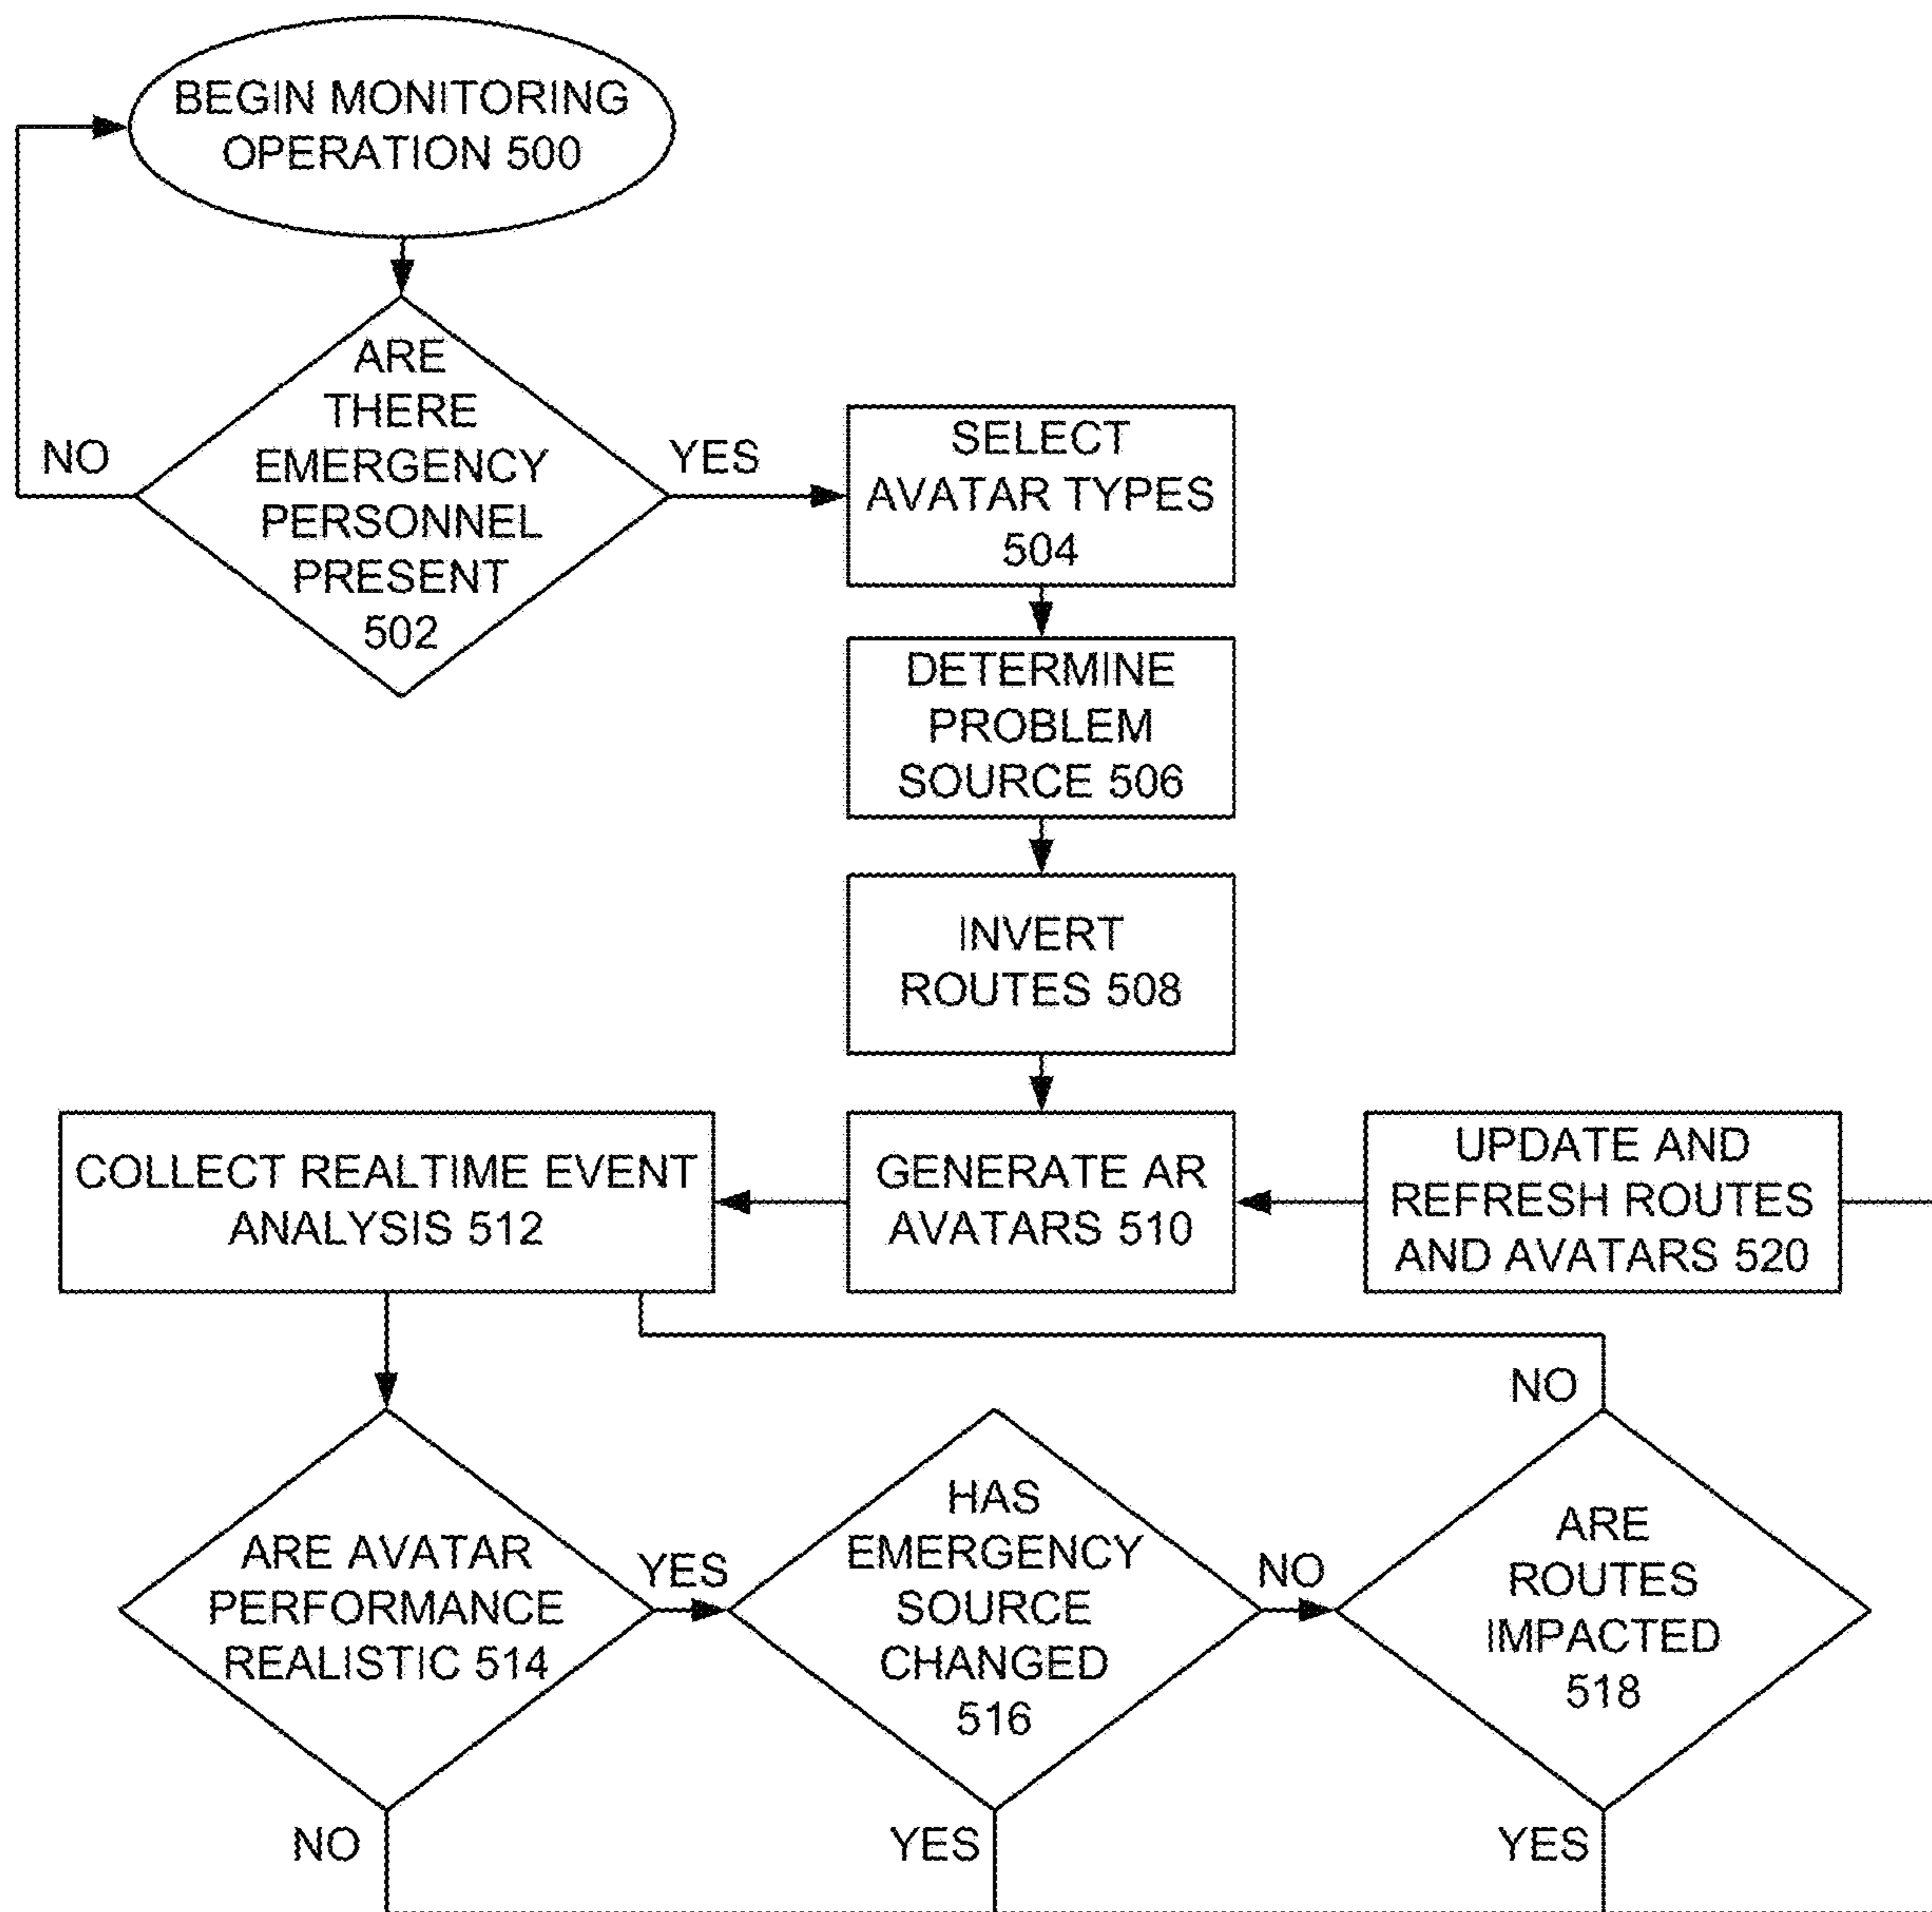 BEGIN MONITORING
OPERATION 500
ARE
THERE
EMERGENCY
PERSONNEL
PRESENT
502
NO
YES
SELECT
AVATAR TYPES
504
DETERMINE
PROBLEM
SOURCE 506
INVERT
ROUTES 508
COLLECT REALTIME EVENT
ANALYSIS 512
GENERATE AR
AVATARS 510
UPDATE AND
REFRESH ROUTES
AND AVATARS 520
ARE AVATAR
PERFORMANCE
REALISTIC 514
YES
NO
HAS
EMERGENCY
SOURCE
CHANGED
516
NO
YES
ARE
ROUTES
IMPACTED
518
NO
YES